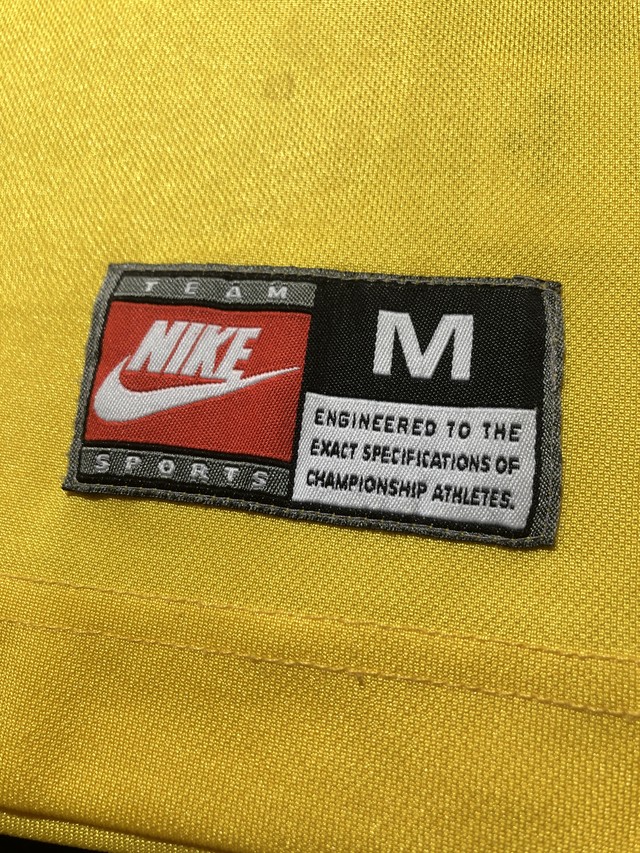 TEAM
NIKE
SPORTS
M
ENGINEERED TO THE
EXACT SPECIFICATIONS OF
CHAMPIONSHIP ATHLETES.